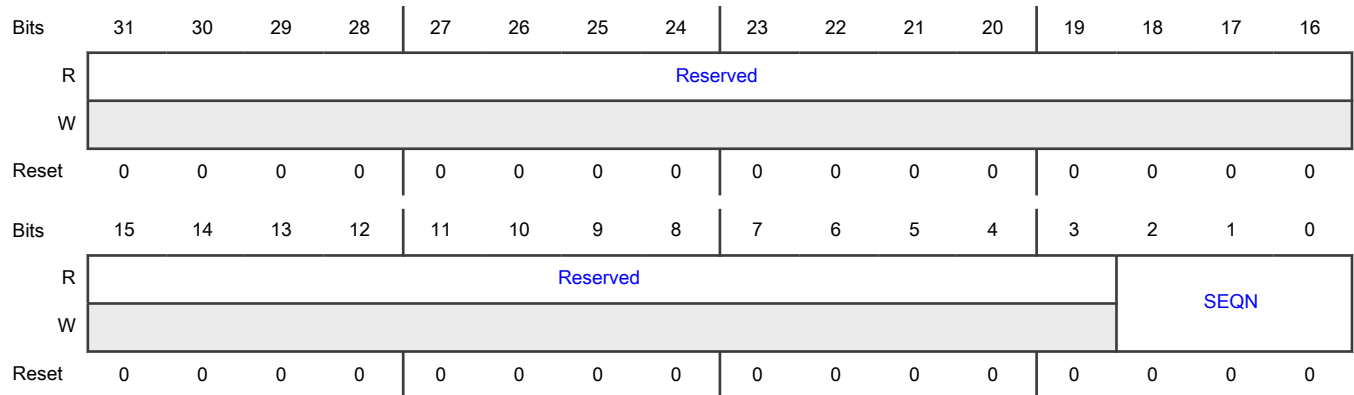 Bits 31 30 29 28 27 26 25 24 23 22 21 20 19 18 17 16
R Reserved
W
Reset 0 0 0 0 0 0 0 0 0 0 0 0 0 0 0 0
Bits 15 14 13 12 11 10 9 8 7 6 5 4 3 2 1 0
R Reserved SEQN
W
Reset 0 0 0 0 0 0 0 0 0 0 0 0 0 0 0 0